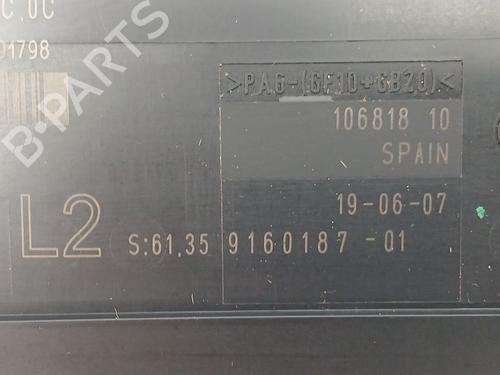 C,0C
01798
>PA6-(GF10+GB20)<
106818 10
SPAIN
19-06-07
L2
S:61.35 9160187-01
B-PARTS